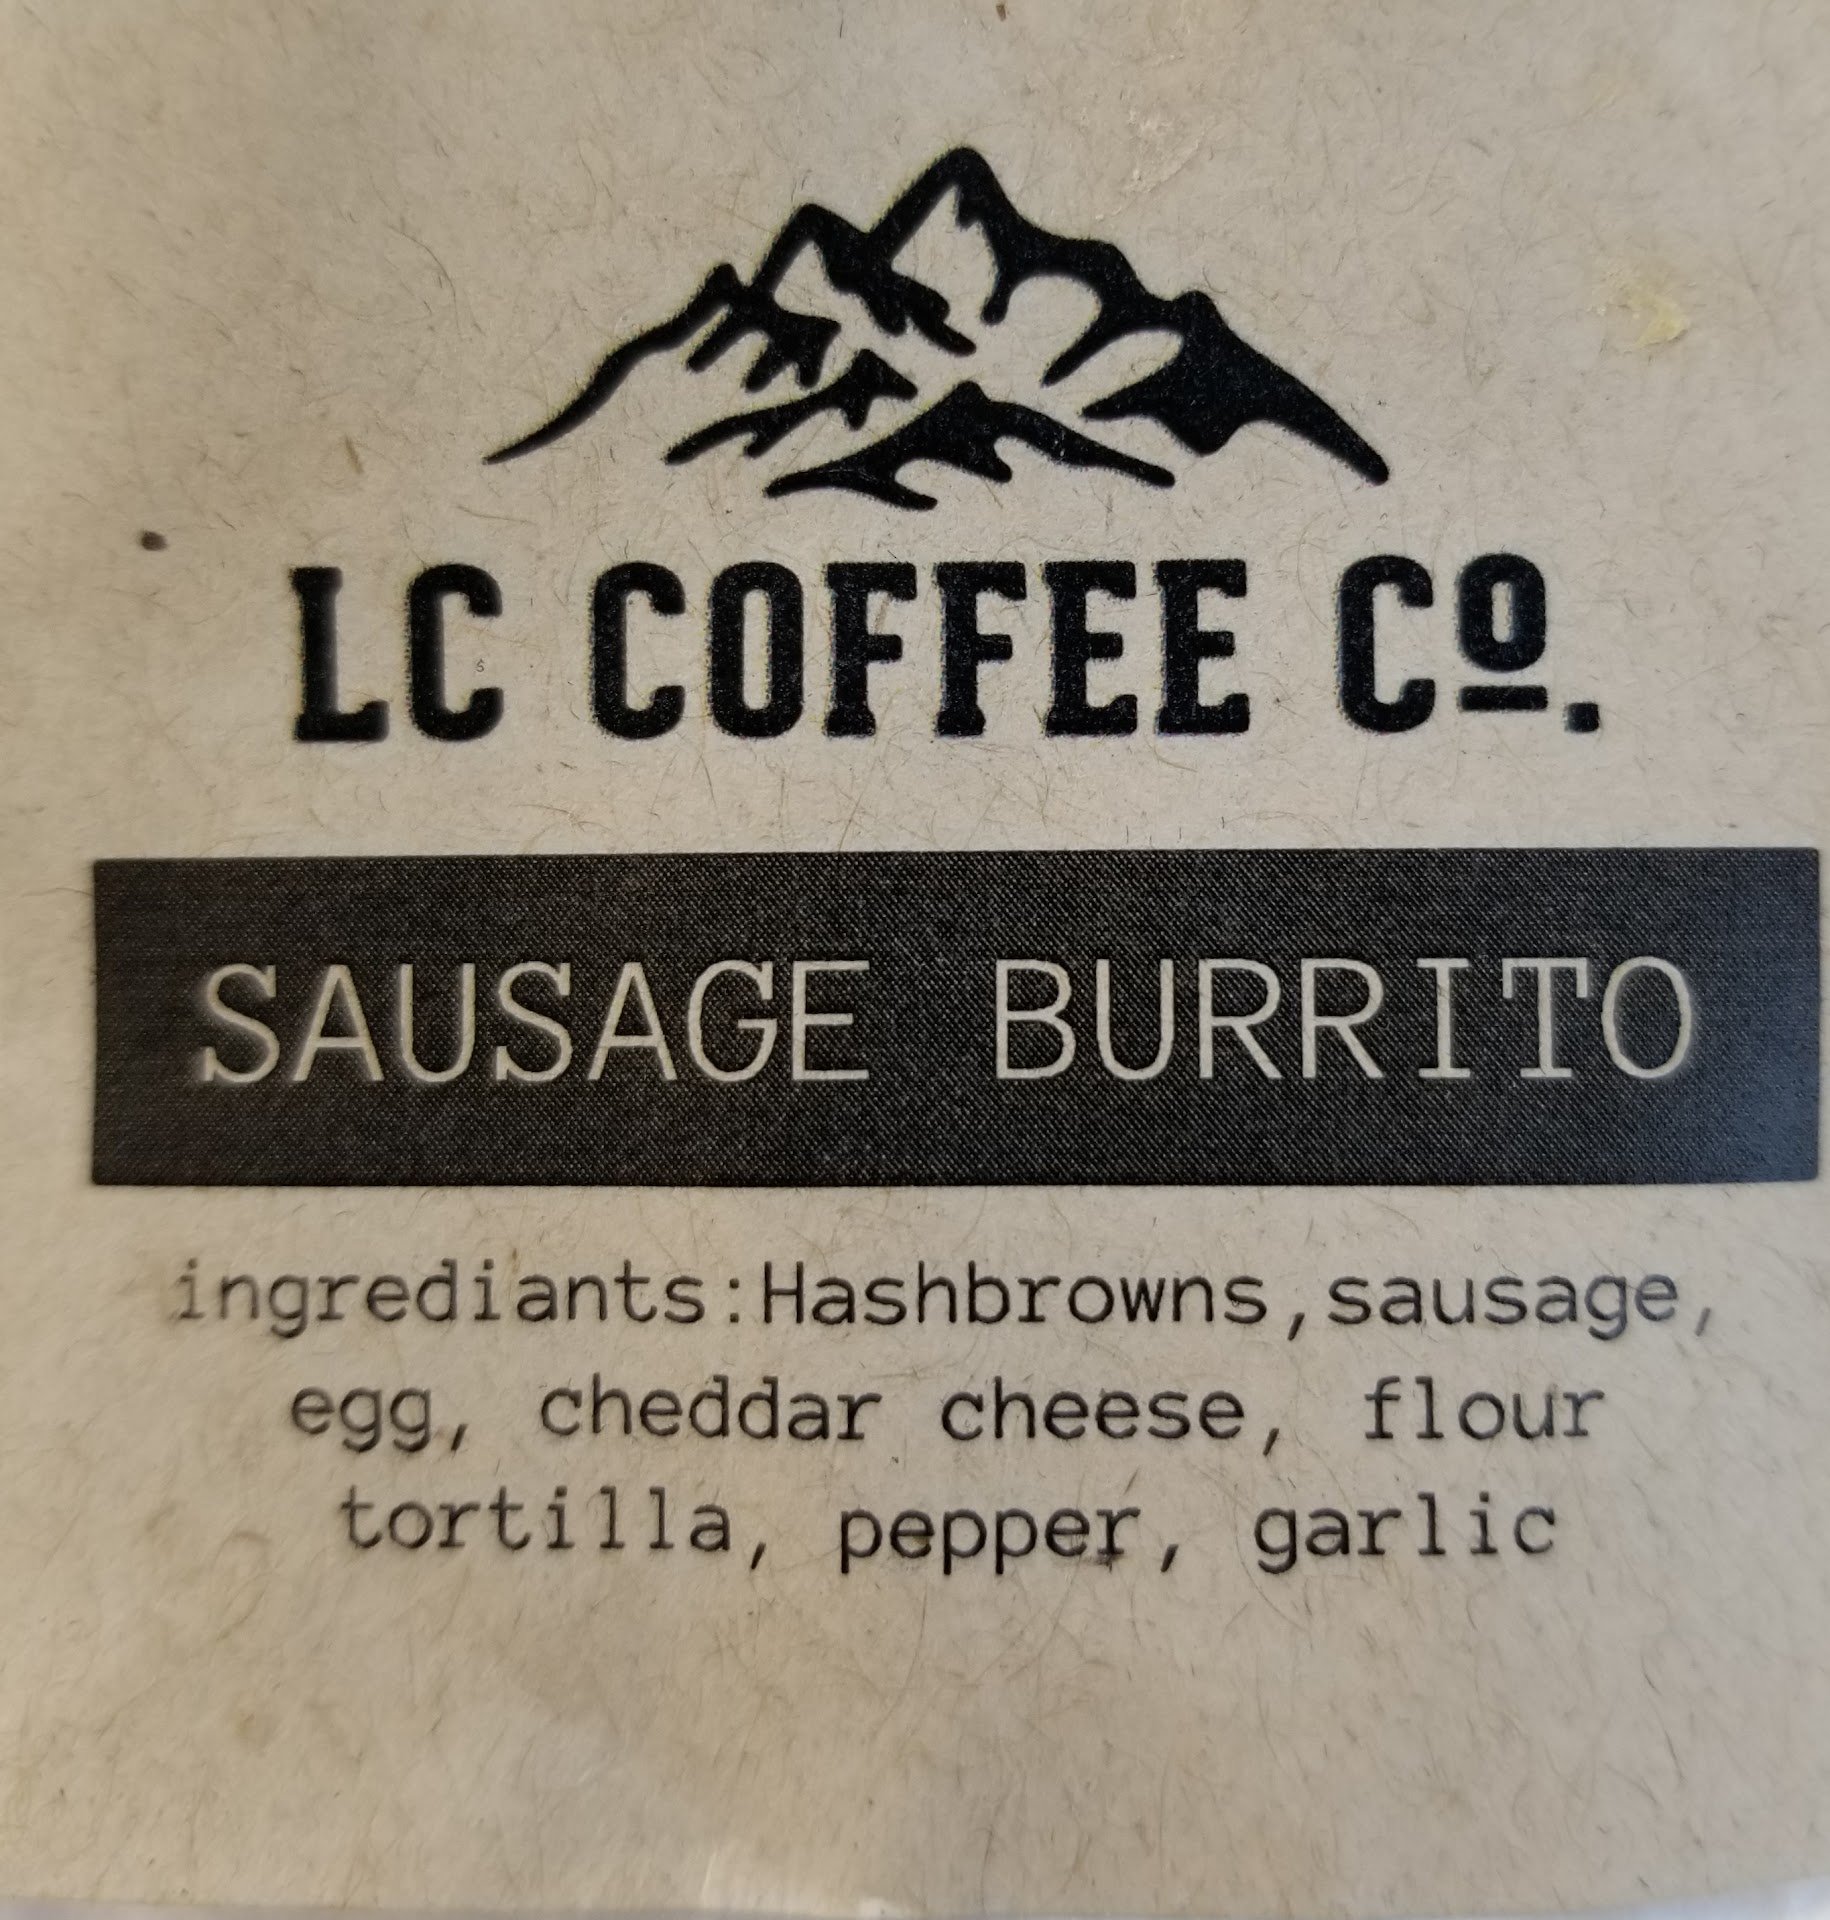 LC COFFEE Co.
SAUSAGE BURRITO
ingrediants:Hashbrowns,sausage,
egg, cheddar cheese, flour
tortilla, pepper, garlic